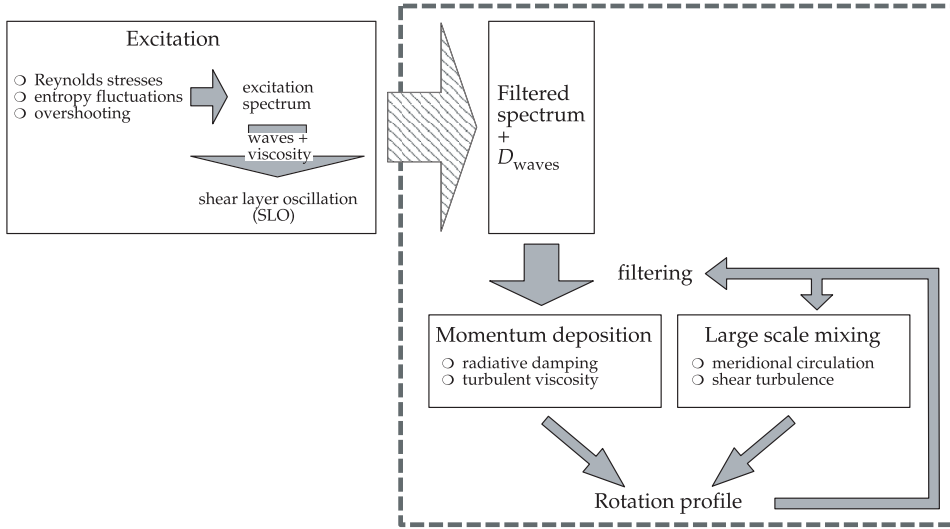 Excitation
❍ Reynolds stresses
❍ entropy fluctuations
❍ overshooting
excitation
spectrum
waves +
viscosity
shear layer oscillation
(SLO)
Filtered
spectrum
+
D_waves
filtering
Momentum deposition
❍ radiative damping
❍ turbulent viscosity
Large scale mixing
❍ meridional circulation
❍ shear turbulence
Rotation profile